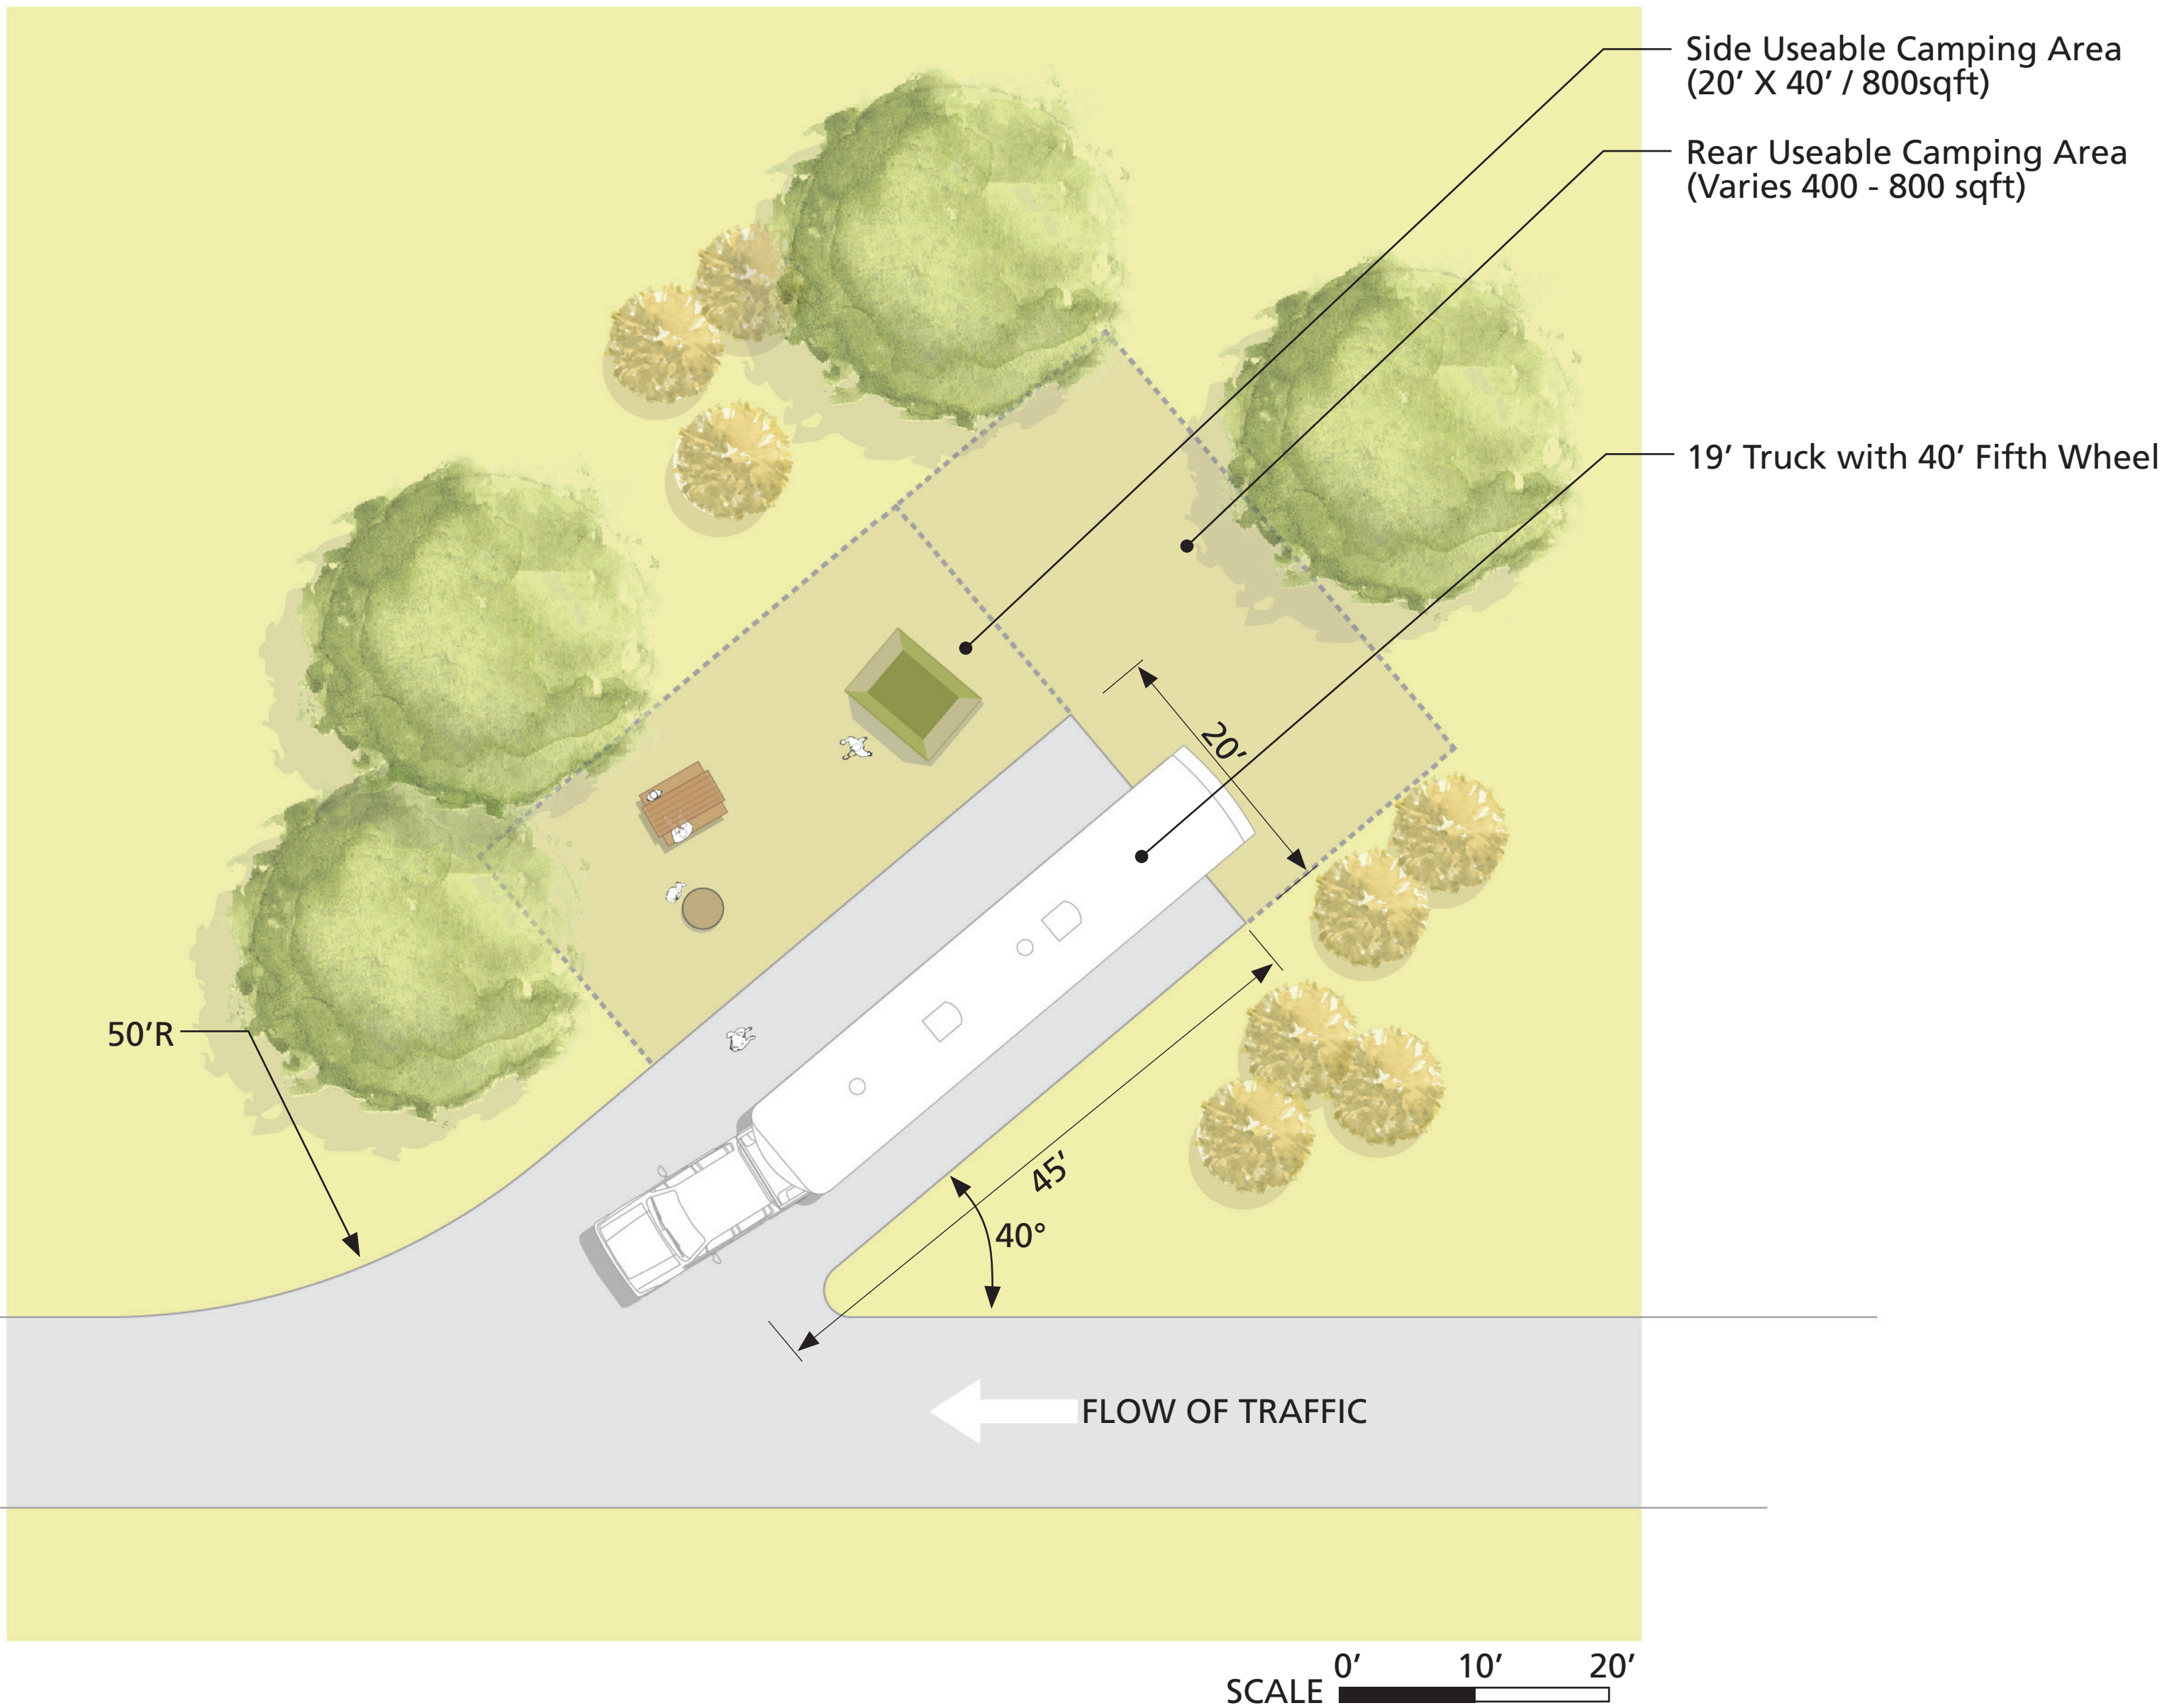 Side Useable Camping Area
(20’ X 40’ / 800sqft)
Rear Useable Camping Area
(Varies 400 - 800 sqft)
19’ Truck with 40’ Fifth Wheel
20’
50’R
45’
40°
FLOW OF TRAFFIC
0’ 10’ 20’
SCALE